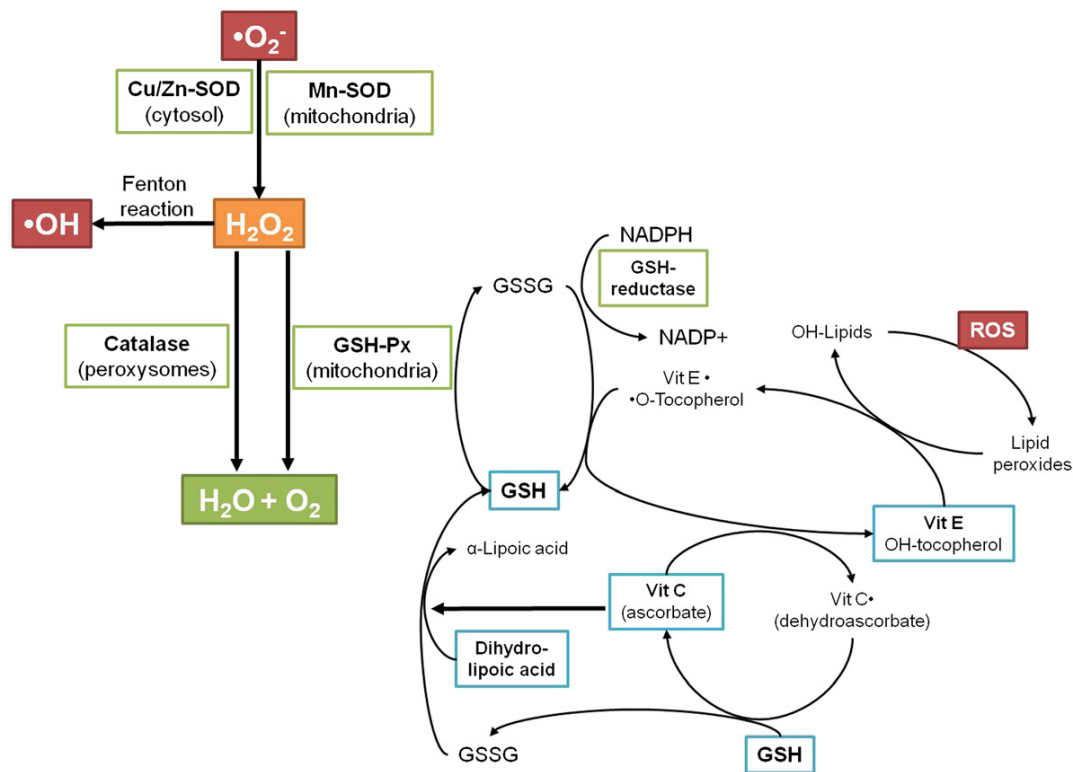 •O₂⁻
Cu/Zn-SOD
(cytosol)
Mn-SOD
(mitochondria)
Fenton
reaction
•OH
H₂O₂
NADPH
GSH-
reductase
GSSG
NADP+
Catalase
(peroxysomes)
GSH-Px
(mitochondria)
OH-Lipids
ROS
Vit E •
•O-Tocopherol
Lipid
peroxides
H₂O + O₂
GSH
Vit E
OH-tocopherol
α-Lipoic acid
Vit C
(ascorbate)
Vit C•
(dehydroascorbate)
Dihydro-
lipoic acid
GSSG
GSH